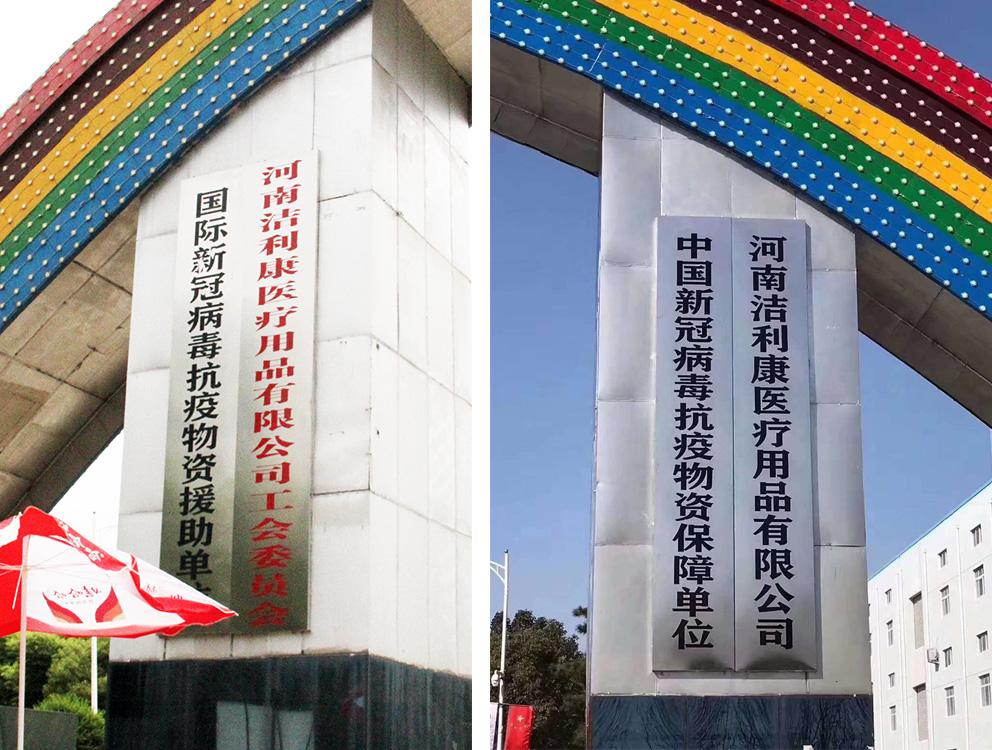 河南洁利康医疗用品有限公司工会委员会
国际新冠病毒抗疫物资援助单位
河南洁利康医疗用品有限公司
中国新冠病毒抗疫物资保障单位